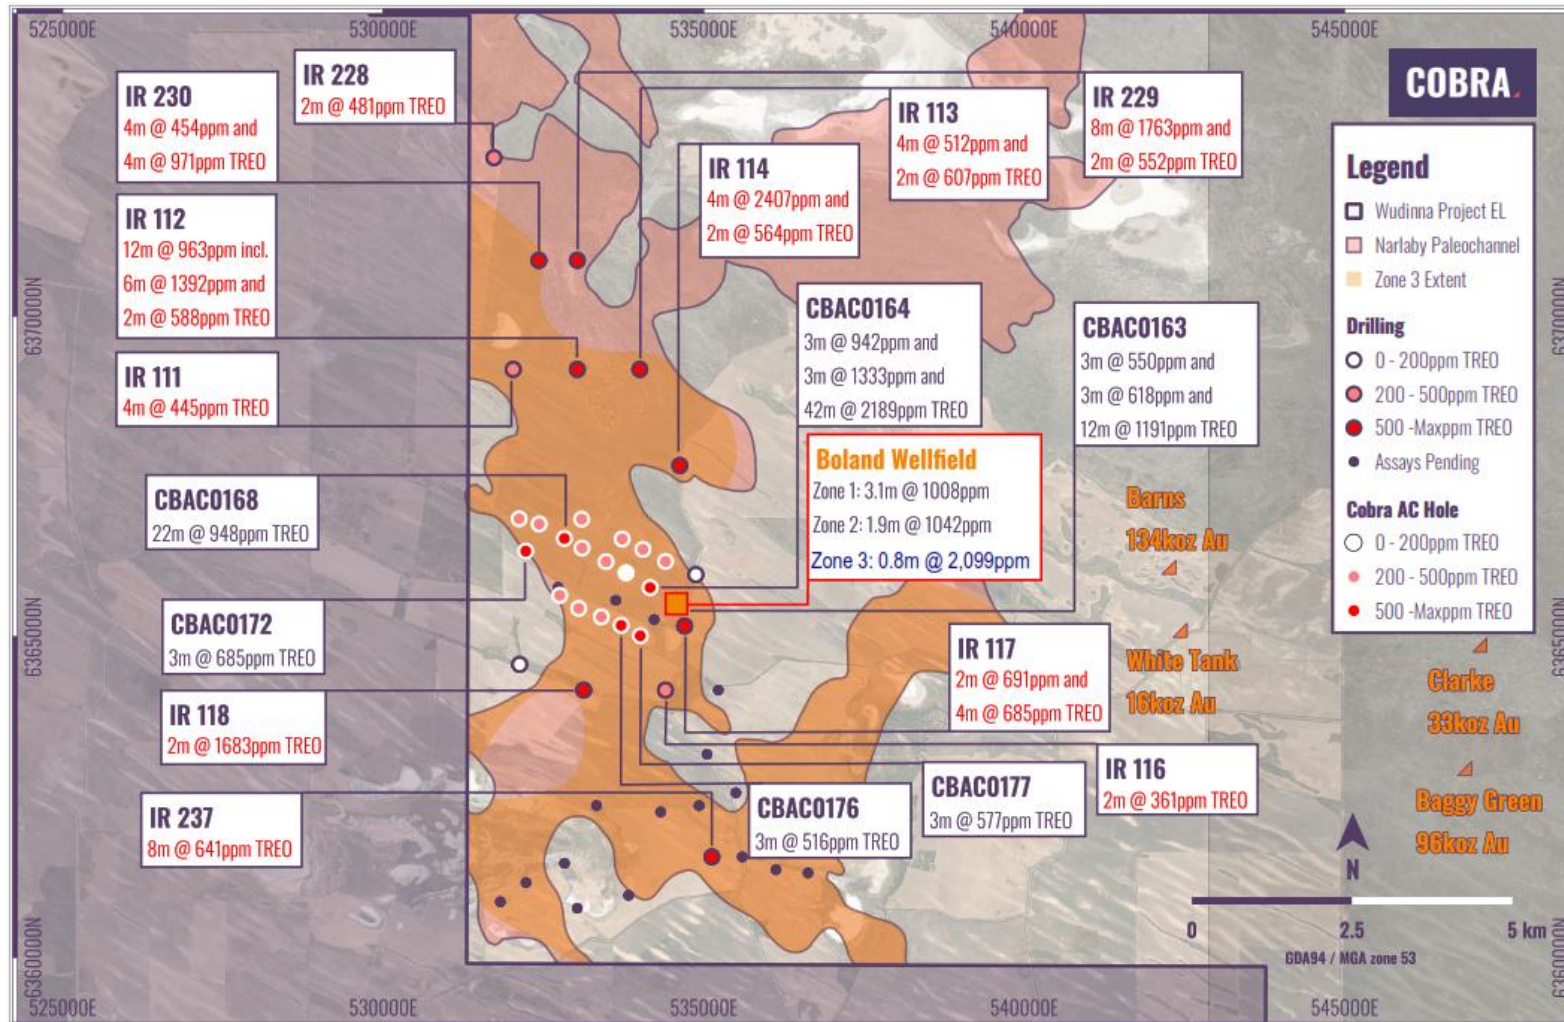 525000E
530000E
535000E
540000E
545000E
COBRA
IR 230
4m @ 454ppm and
4m @ 971ppm TREO
IR 228
2m @ 481ppm TREO
IR 114
4m @ 2407ppm and
2m @ 564ppm TREO
IR 113
4m @ 512ppm and
2m @ 607ppm TREO
IR 229
8m @ 1763ppm and
2m @ 552ppm TREO
IR 112
12m @ 963ppm incl.
6m @ 1392ppm and
2m @ 588ppm TREO
IR 111
4m @ 445ppm TREO
CBAC0164
3m @ 942ppm and
3m @ 1333ppm and
42m @ 2189ppm TREO
CBAC0163
3m @ 550ppm and
3m @ 618ppm and
12m @ 1191ppm TREO
Legend
Wudinna Project EL
Narlaby Paleochannel
Zone 3 Extent
Drilling
0 - 200ppm TREO
200 - 500ppm TREO
500 -Maxppm TREO
Assays Pending
Cobra AC Hole
0 - 200ppm TREO
200 - 500ppm TREO
500 -Maxppm TREO
6370000N
6370000N
Boland Wellfield
Zone 1: 3.1m @ 1008ppm
Zone 2: 1.9m @ 1042ppm
Zone 3: 0.8m @ 2,099ppm
CBAC0168
22m @ 948ppm TREO
Barns
134koz Au
CBAC0172
3m @ 685ppm TREO
6365000N
6365000N
IR 117
2m @ 691ppm and
4m @ 685ppm TREO
White Tank
16koz Au
Clarke
33koz Au
IR 118
2m @ 1683ppm TREO
IR 237
8m @ 641ppm TREO
CBAC0176
3m @ 516ppm TREO
CBAC0177
3m @ 577ppm TREO
IR 116
2m @ 361ppm TREO
Baggy Green
96koz Au
N
0
2.5
5 km
GDA94 / MGA zone 53
6360000N
6360000N
525000E
530000E
535000E
540000E
545000E